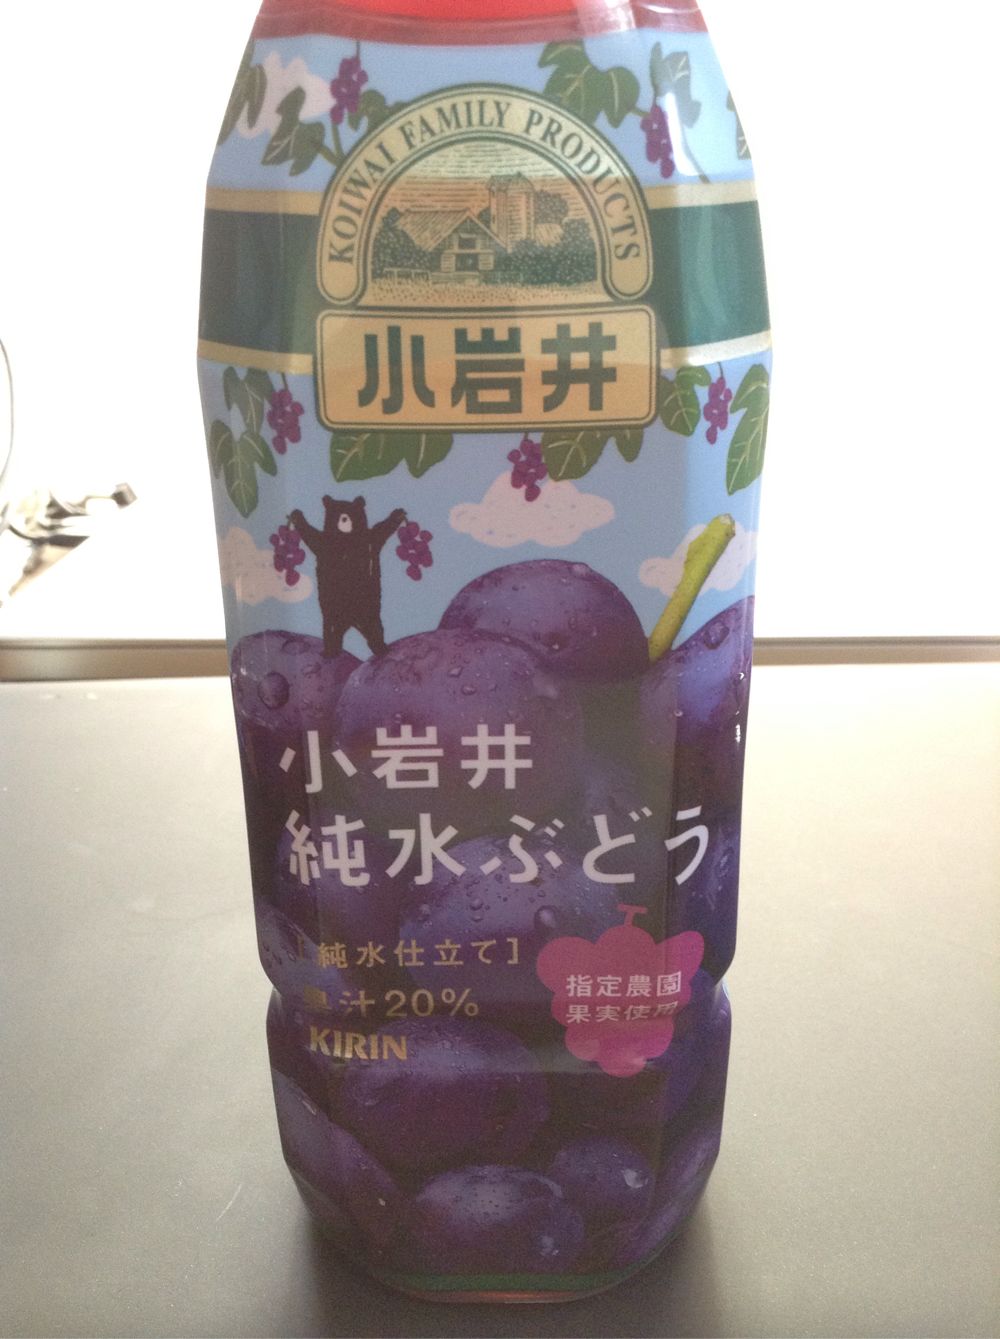 KOIWAI FAMILY PRODUCTS
小岩井
小岩井
純水ぶどう
[純水仕立て]
果汁20%
KIRIN
指定農園
果実使用